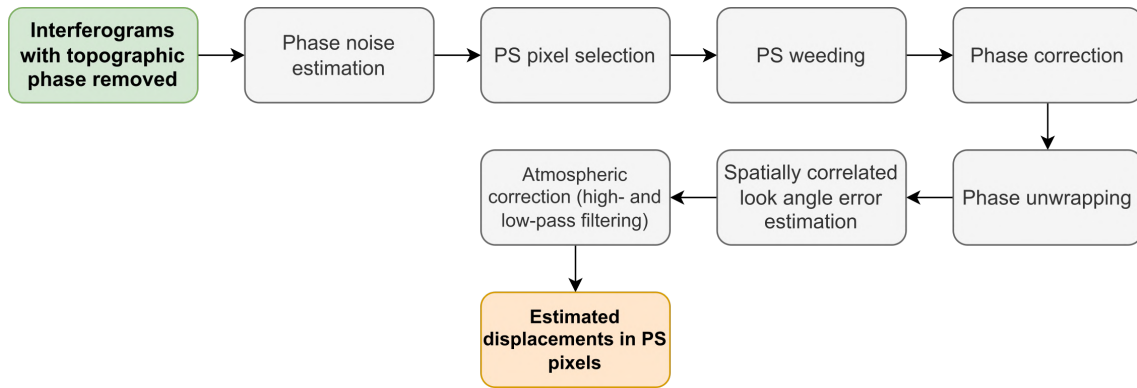 Interferograms
with topographic
phase removed
Phase noise
estimation
PS pixel selection
PS weeding
Phase correction
Phase unwrapping
Spatially correlated
look angle error
estimation
Atmospheric
correction (high- and
low-pass filtering)
Estimated
displacements in PS
pixels